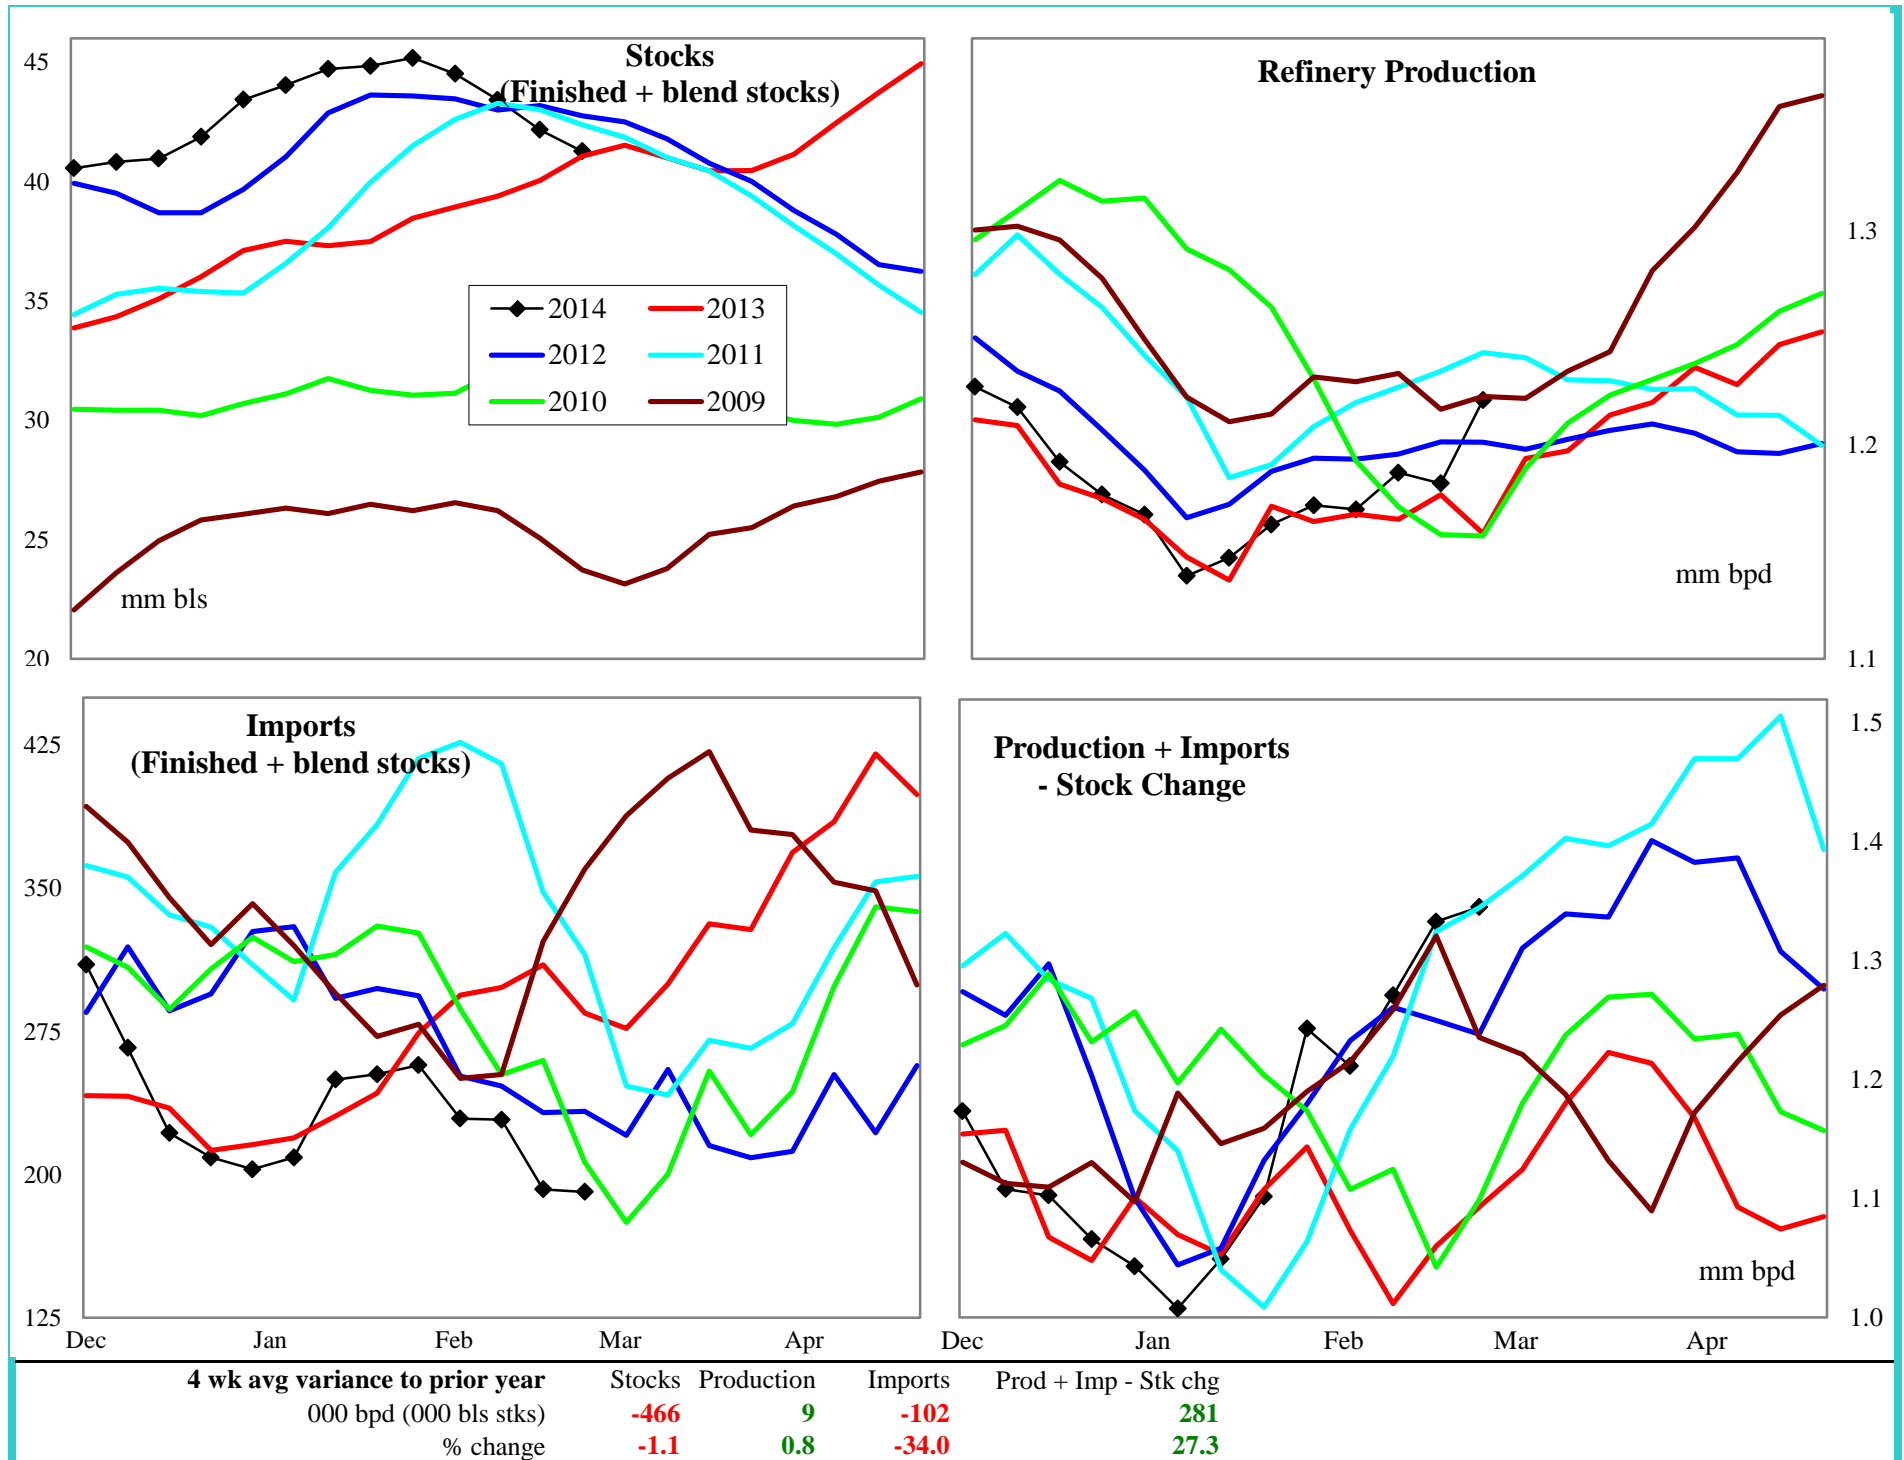 Stocks
(Finished + blend stocks)
45
40
35
30
25
20
2014
2013
2012
2011
2010
2009
mm bls
Refinery Production
1.3
1.2
1.1
mm bpd
Imports
(Finished + blend stocks)
425
350
275
200
125
Dec Jan Feb Mar Apr
Production + Imports
- Stock Change
1.5
1.4
1.3
1.2
1.1
1.0
mm bpd
Dec Jan Feb Mar Apr
4 wk avg variance to prior year Stocks Production Imports Prod + Imp - Stk chg
000 bpd (000 bls stks) -466 9 -102 281
% change -1.1 0.8 -34.0 27.3